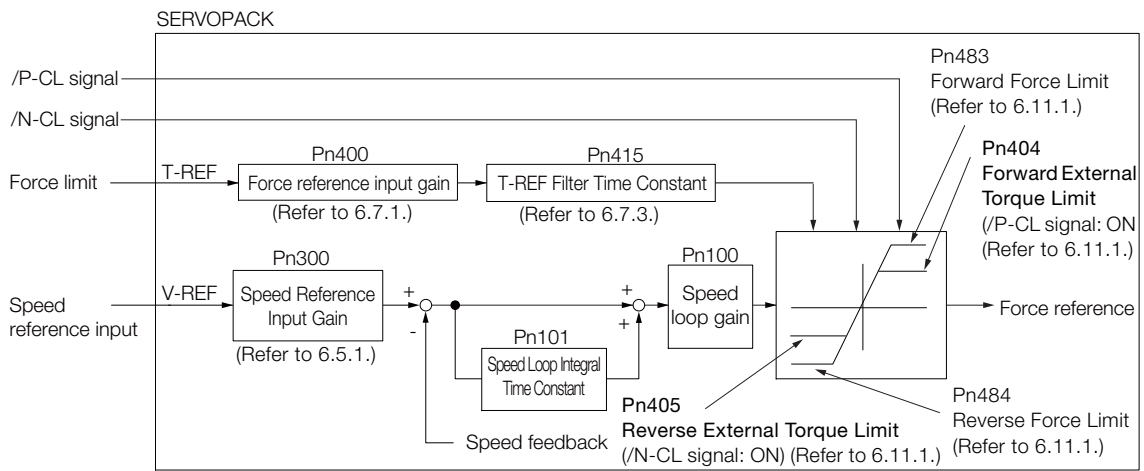 SERVOPACK
/P-CL signal
/N-CL signal
Force limit
T-REF
Pn400
Force reference input gain
(Refer to 6.7.1.)
Pn415
T-REF Filter Time Constant
(Refer to 6.7.3.)
Pn483
Forward Force Limit
(Refer to 6.11.1.)
Pn404
Forward External
Torque Limit
(/P-CL signal: ON
(Refer to 6.11.1.)
Speed
reference input
V-REF
Pn300
Speed Reference
Input Gain
(Refer to 6.5.1.)
+
-
Pn101
Speed Loop Integral
Time Constant
+
+
Pn100
Speed
loop gain
Force reference
Speed feedback
Pn405
Reverse External Torque Limit
(/N-CL signal: ON) (Refer to 6.11.1.)
Pn484
Reverse Force Limit
(Refer to 6.11.1.)